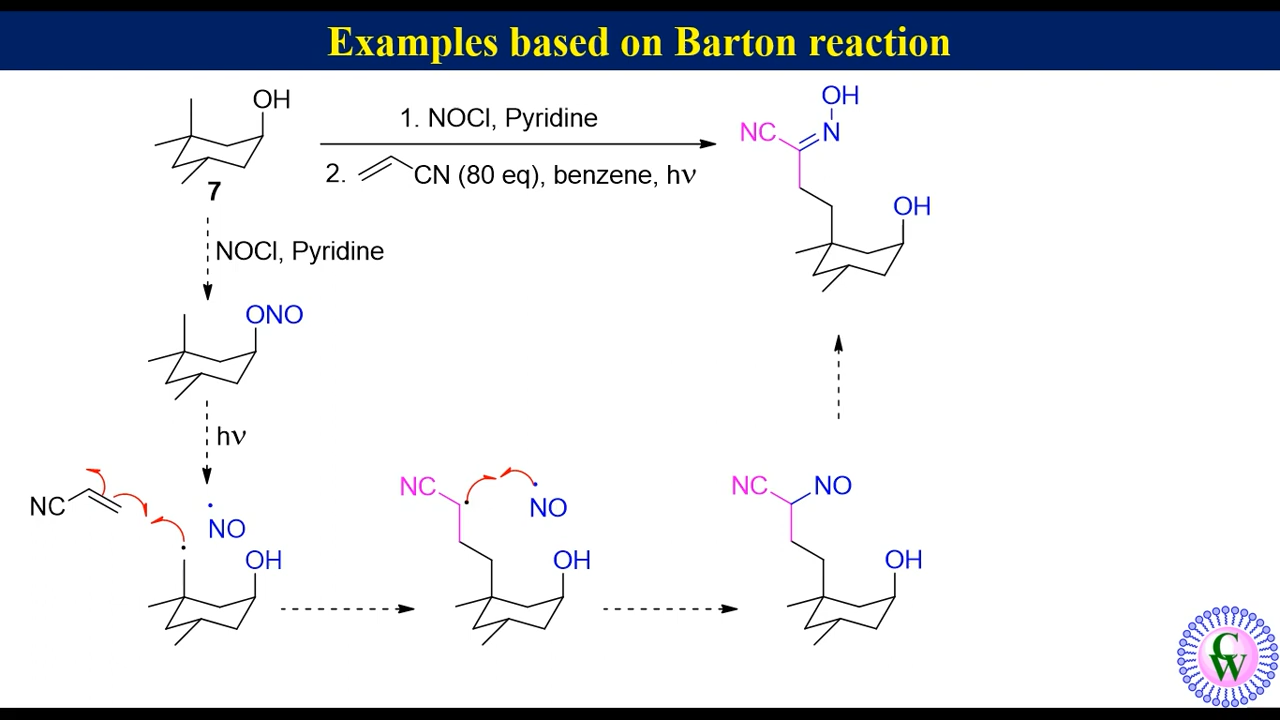 Examples based on Barton reaction
OH
7
1. NOCl, Pyridine
2. CN (80 eq), benzene, hν
OH
NC
N
OH
NOCl, Pyridine
ONO
hν
NC
NO
OH
NC
NO
OH
NC
NO
OH
CW